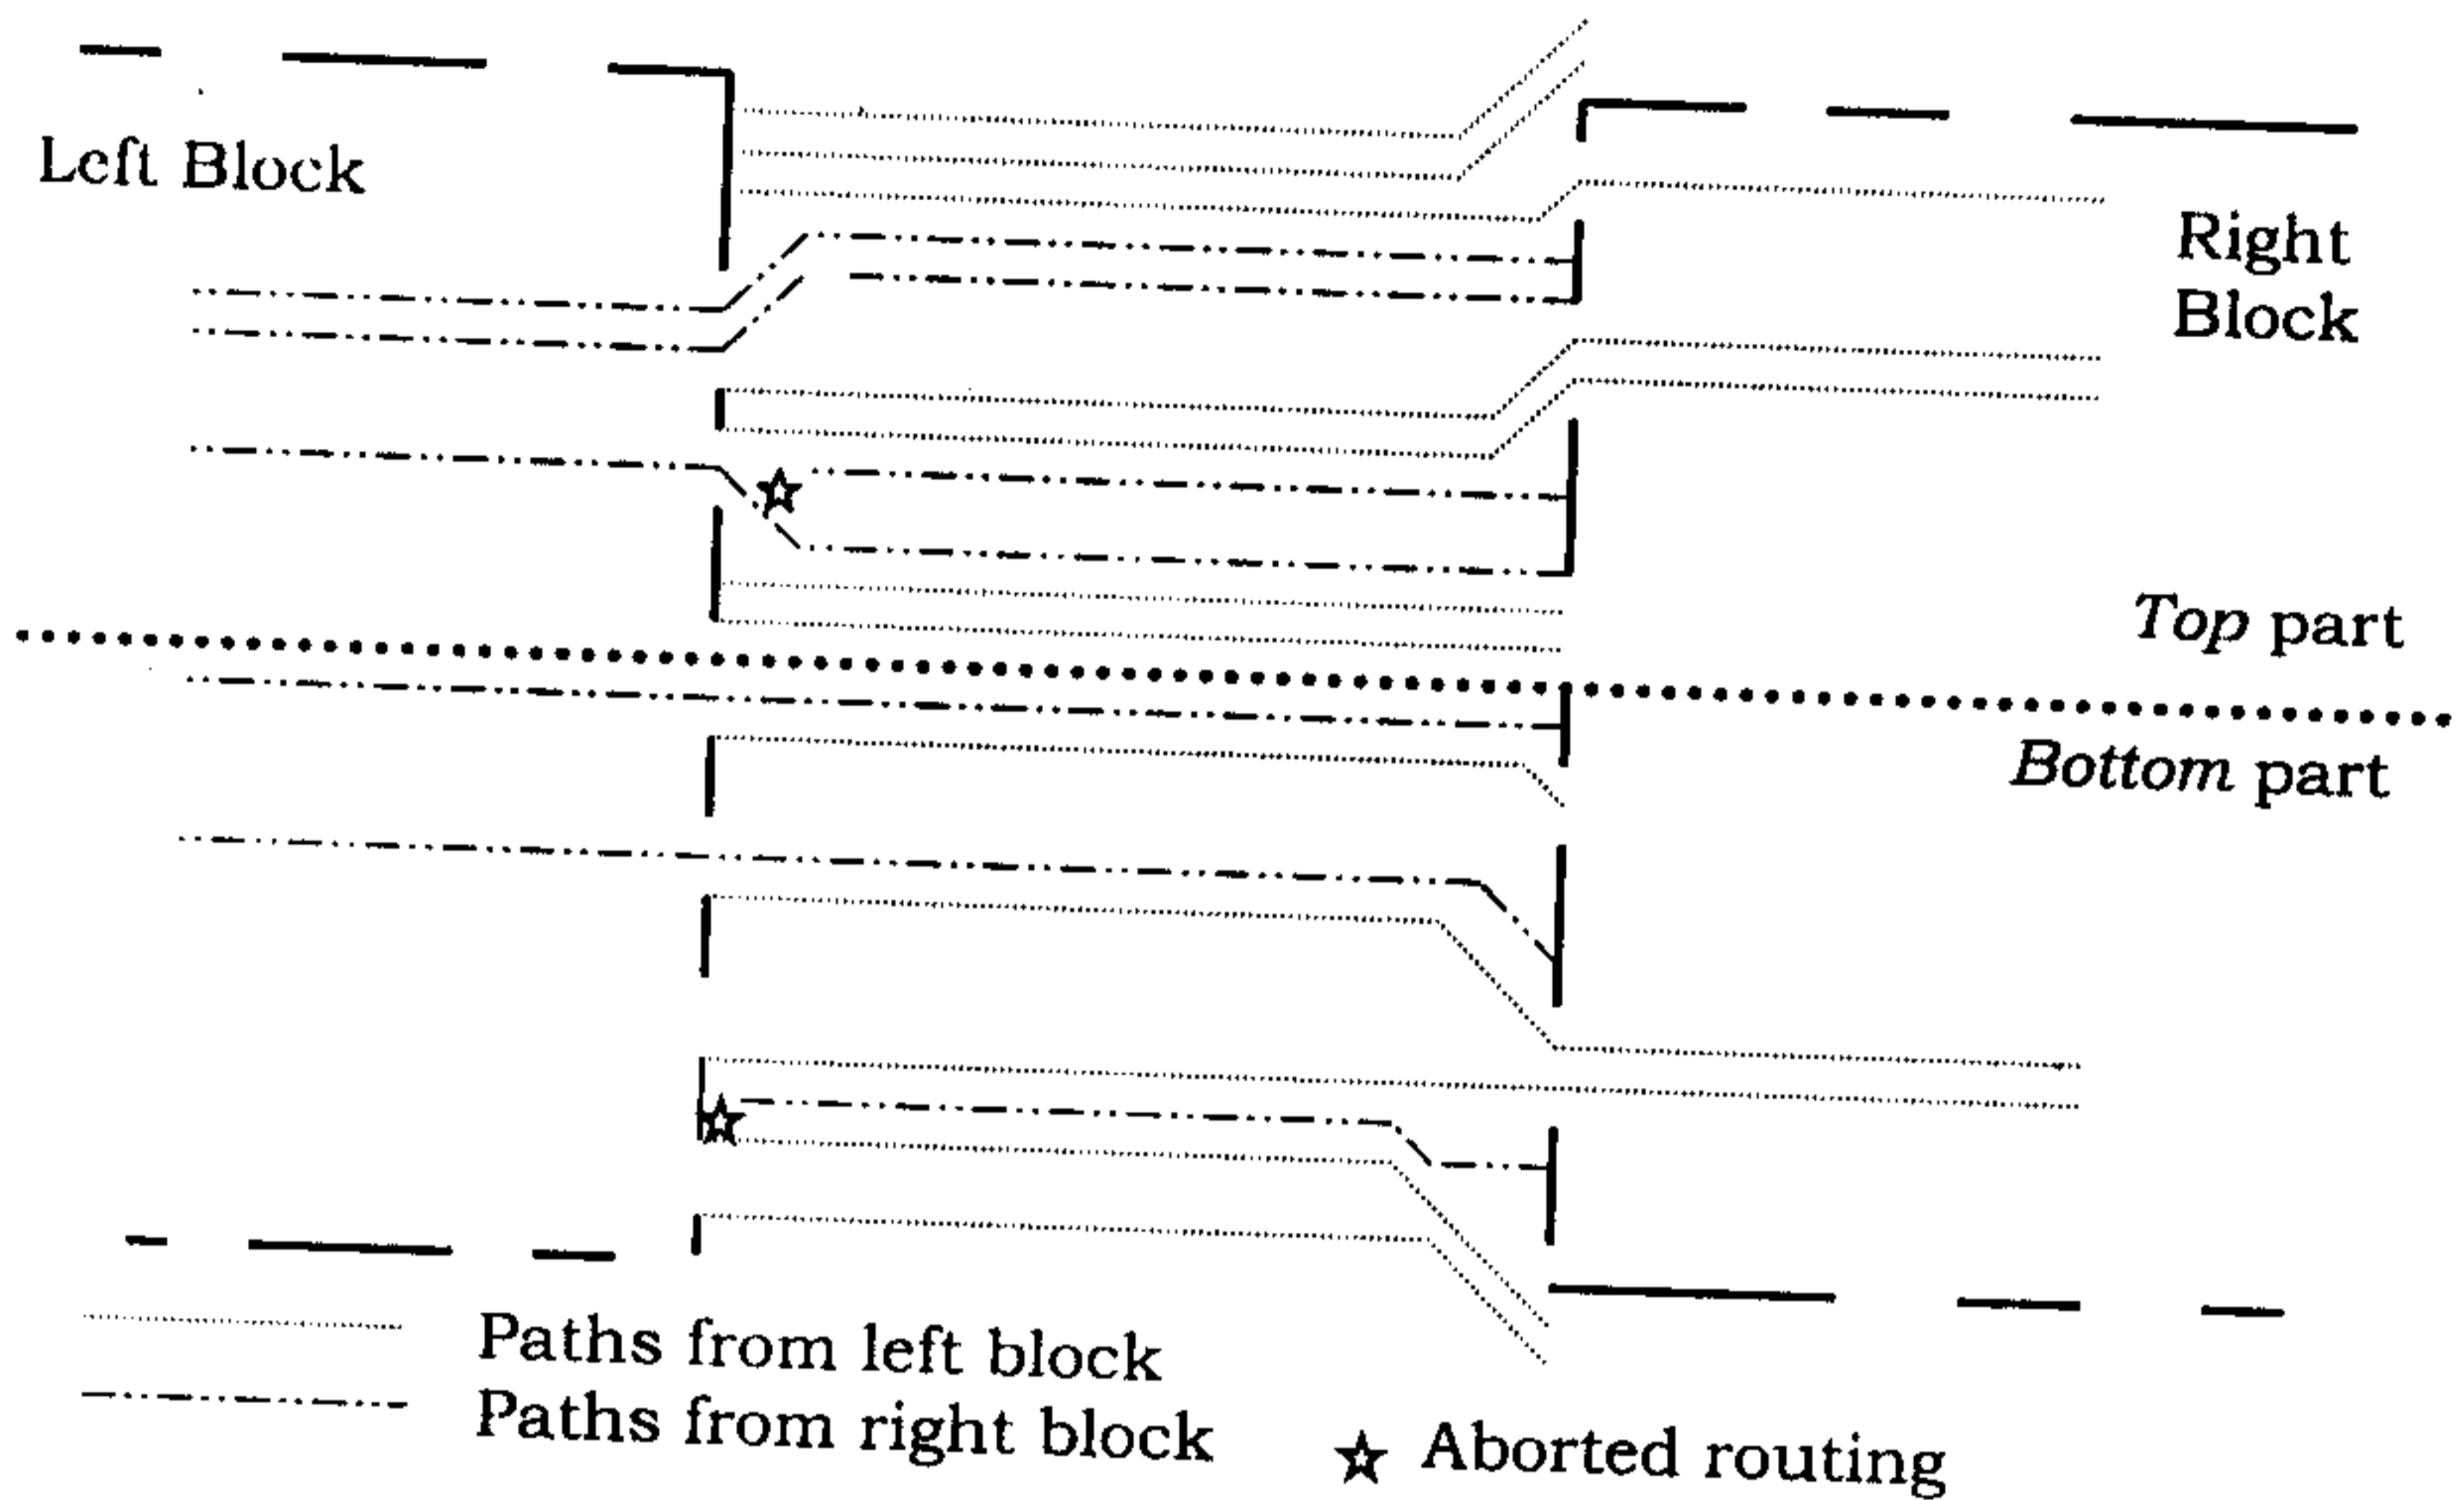 Left Block
Right
Block
Top part
Bottom part
Paths from left block
Paths from right block
Aborted routing